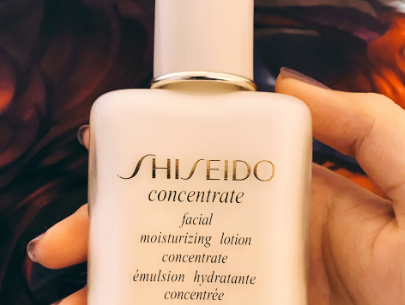 SHISEIDO
concentrate
facial
moisturizing lotion
concentrate
émulsion hydratante
concentrée